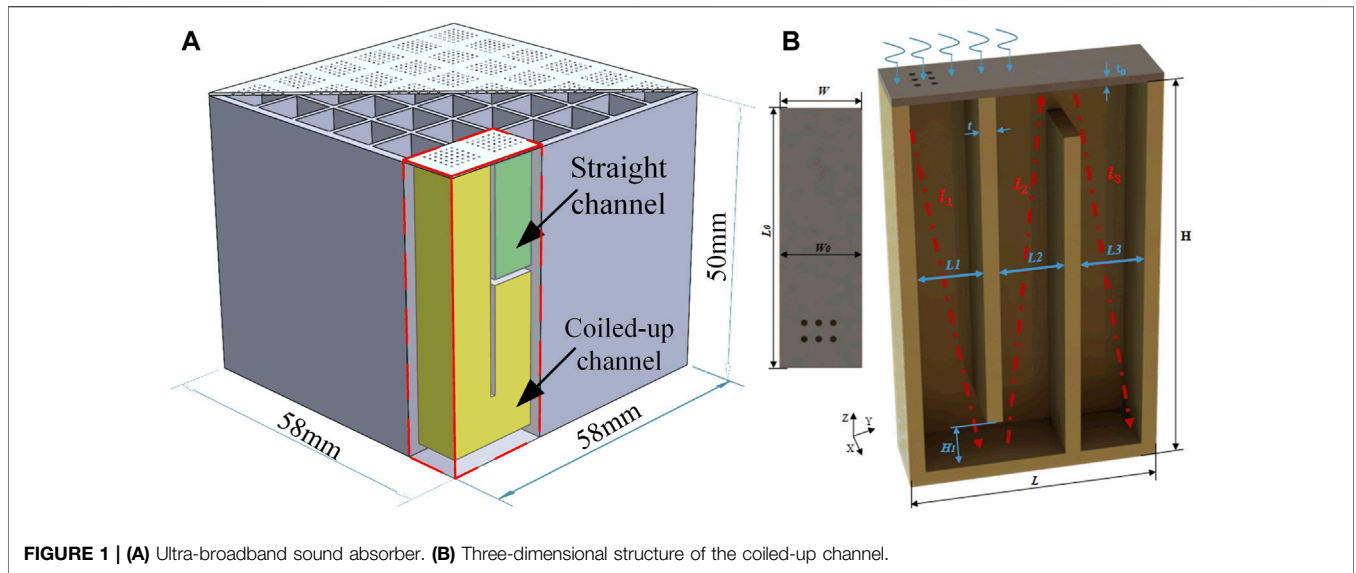 A
Straight
channel
Coiled-up
channel
50mm
58mm
58mm
B
W
L0
W0
t0
t
l1
l2
l3
L1
L2
L3
H
H1
L
Z
Y
X
FIGURE 1 | (A) Ultra-broadband sound absorber. (B) Three-dimensional structure of the coiled-up channel.